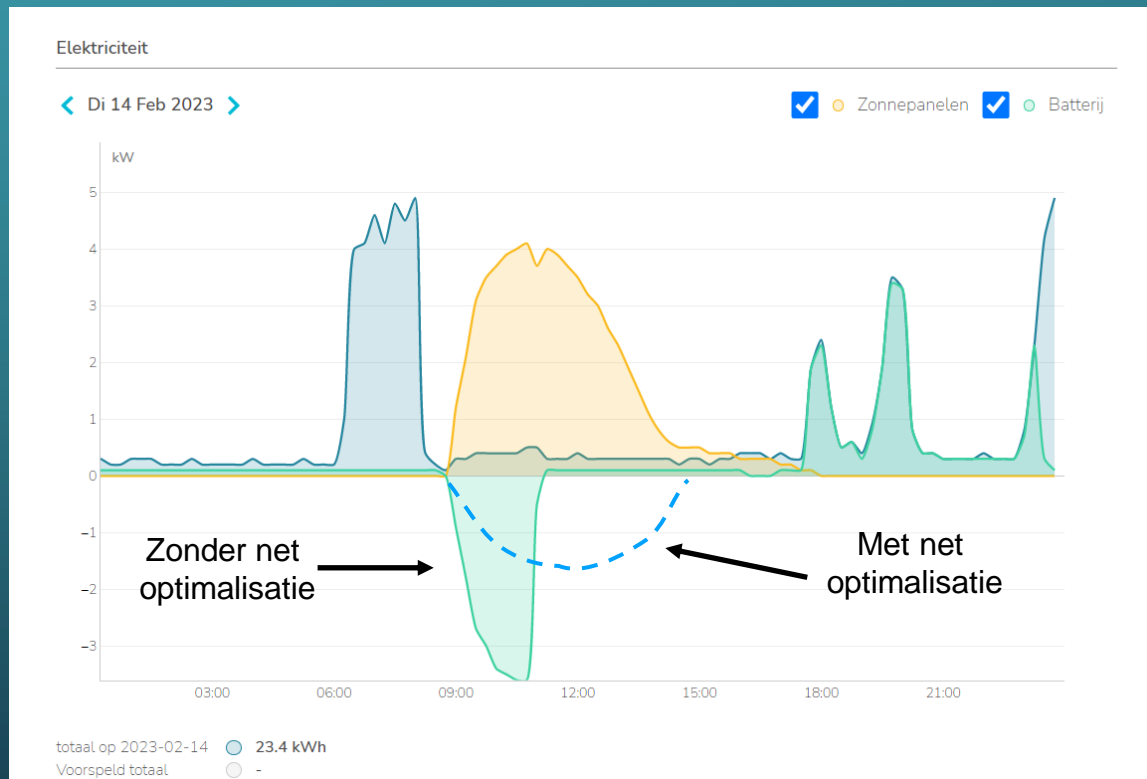 Elektriciteit
Di 14 Feb 2023
Zonnepanelen
Batterij
kW
5
4
3
2
1
0
−1
−2
−3
Zonder net
optimalisatie
Met net
optimalisatie
03:00 06:00 09:00 12:00 15:00 18:00 21:00
totaal op 2023-02-14 23.4 kWh
Voorspeld totaal -